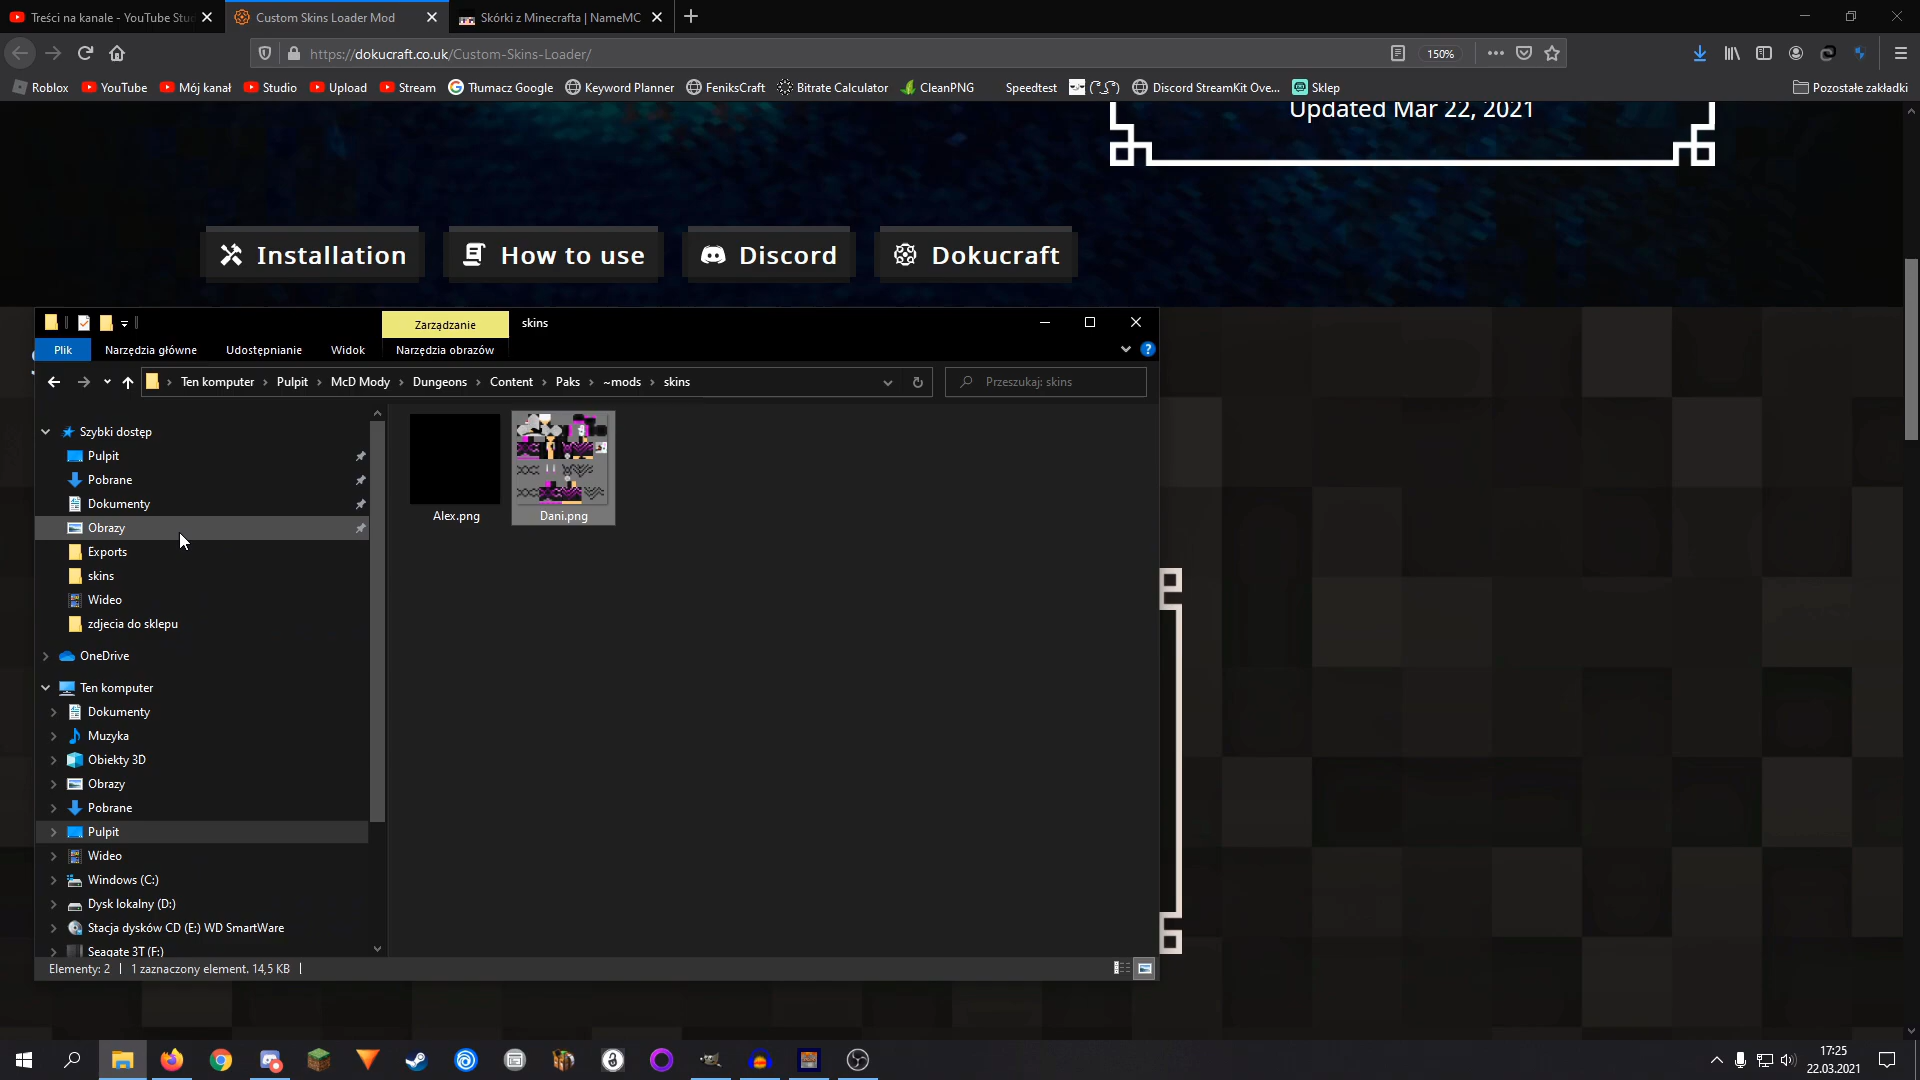 Treści na kanale - YouTube Stu
Custom Skins Loader Mod
Skórki z Minecrafta | NameMC
https://dokucraft.co.uk/Custom-Skins-Loader/
150%
Roblox
YouTube
Mój kanał
Studio
Upload
Stream
Tłumacz Google
Keyword Planner
FeniksCraft
Bitrate Calculator
CleanPNG
Speedtest
Discord StreamKit Ove...
Sklep
Pozostałe zakładki
Updated Mar 22, 2021
Installation
How to use
Discord
Dokucraft
Zarządzanie
skins
Plik
Narzędzia główne
Udostępnianie
Widok
Narzędzia obrazów
Ten komputer > Pulpit > McD Mody > Dungeons > Content > Paks > ~mods > skins
Przeszukaj: skins
Szybki dostęp
Pulpit
Pobrane
Dokumenty
Obrazy
Exports
skins
Wideo
zdjecia do sklepu
OneDrive
Ten komputer
Dokumenty
Muzyka
Obiekty 3D
Obrazy
Pobrane
Pulpit
Wideo
Windows (C:)
Dysk lokalny (D:)
Stacja dysków CD (E:) WD SmartWare
Seagate 3T (F:)
Alex.png
Dani.png
Elementy: 2
1 zaznaczony element. 14,5 KB
17:25
22.03.2021